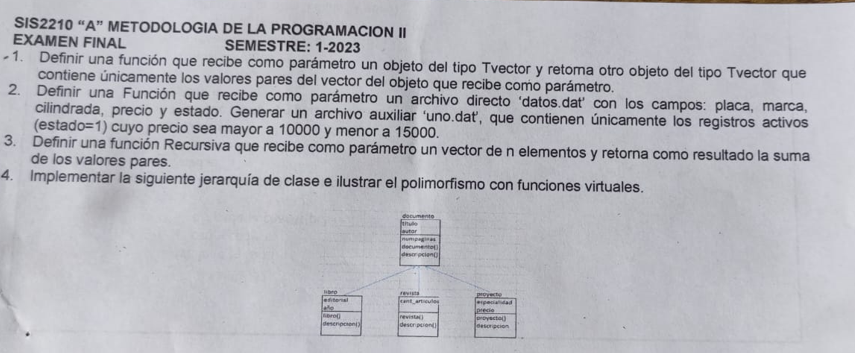 SIS2210 “A” METODOLOGIA DE LA PROGRAMACION II
EXAMEN FINAL SEMESTRE: 1-2023
1. Definir una función que recibe como parámetro un objeto del tipo Tvector y retorna otro objeto del tipo Tvector que
contiene únicamente los valores pares del vector del objeto que recibe como parámetro.
2. Definir una Función que recibe como parámetro un archivo directo ‘datos.dat’ con los campos: placa, marca,
cilindrada, precio y estado. Generar un archivo auxiliar ‘uno.dat’, que contienen únicamente los registros activos
(estado=1) cuyo precio sea mayor a 10000 y menor a 15000.
3. Definir una función Recursiva que recibe como parámetro un vector de n elementos y retorna como resultado la suma
de los valores pares.
4. Implementar la siguiente jerarquía de clase e ilustrar el polimorfismo con funciones virtuales.
documento
titulo
autor
numpaginas
documento()
descripcion()
libro
editorial
año
libro()
descripcion()
revista
cant_articulos
revista()
descripcion()
proyecto
especialidad
precio
proyecto()
descripcion